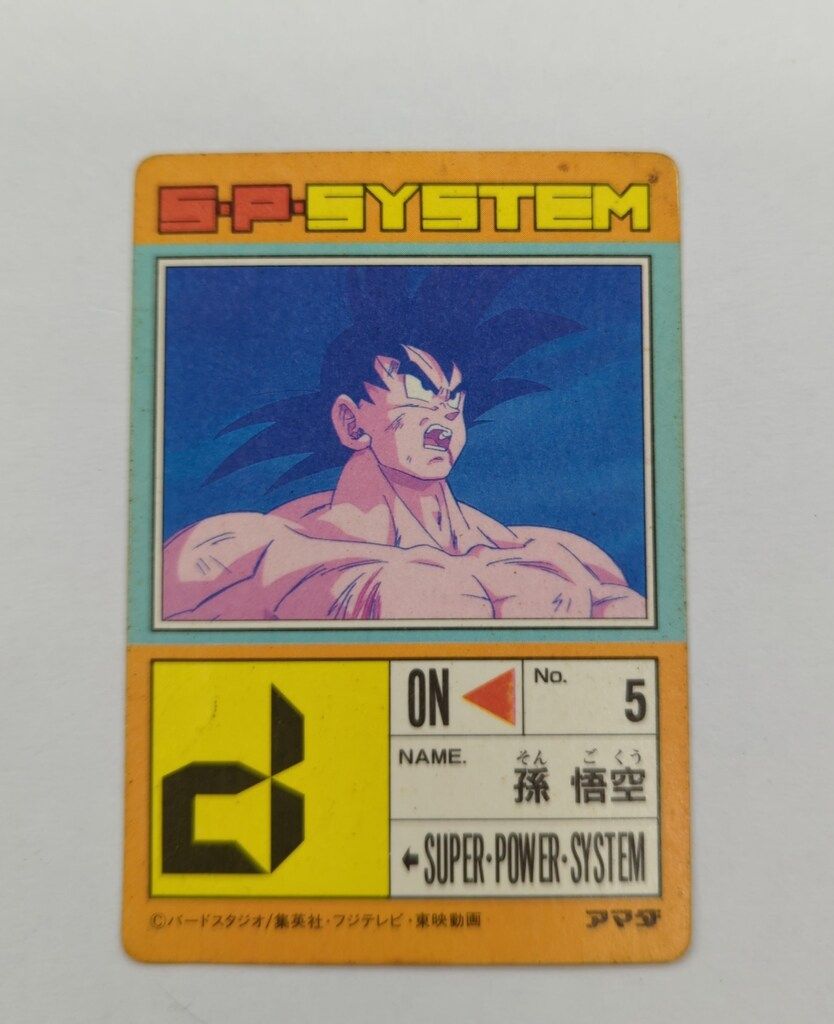 S·P·SYSTEM
ON
No.
5
NAME.
そん ご くう
孫 悟空
←SUPER·POWER·SYSTEM
©バードスタジオ/集英社・フジテレビ・東映動画
アマダ